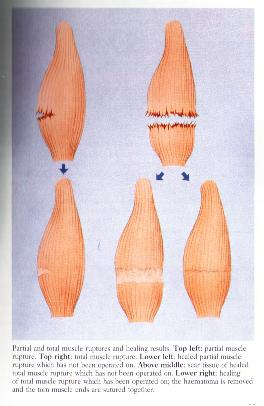 Partial and total muscle ruptures and healing results. Top left: partial muscle
rupture. Top right: total muscle rupture. Lower left: healed partial muscle
rupture which has not been operated on. Above middle: scar tissue of healed
total muscle rupture which has not been operated on. Lower right: healing
of total muscle rupture which has been operated on; the haematoma is removed
and the torn muscle ends are sutured together.